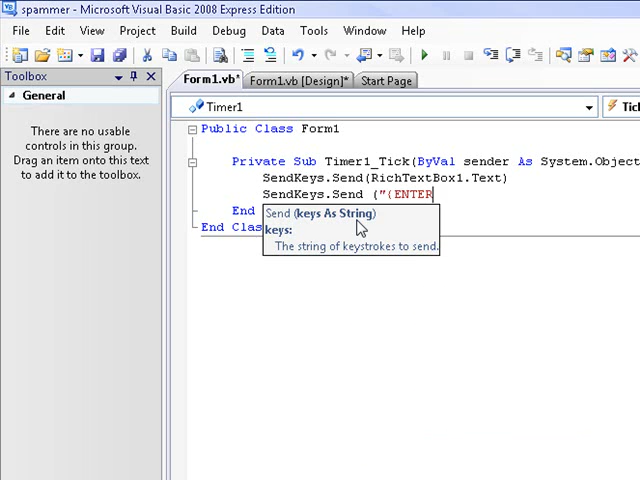 spammer - Microsoft Visual Basic 2008 Express Edition
File Edit View Project Build Debug Data Tools Window Help
Toolbox
General
There are no usable
controls in this group.
Drag an item onto this text
to add it to the toolbox.
Form1.vb* Form1.vb [Design]* Start Page
Timer1 Tic
Public Class Form1
Private Sub Timer1_Tick(ByVal sender As System.Object
SendKeys.Send(RichTextBox1.Text)
SendKeys.Send ("{ENTER
End
End Clas
Send (keys As String)
keys:
The string of keystrokes to send.